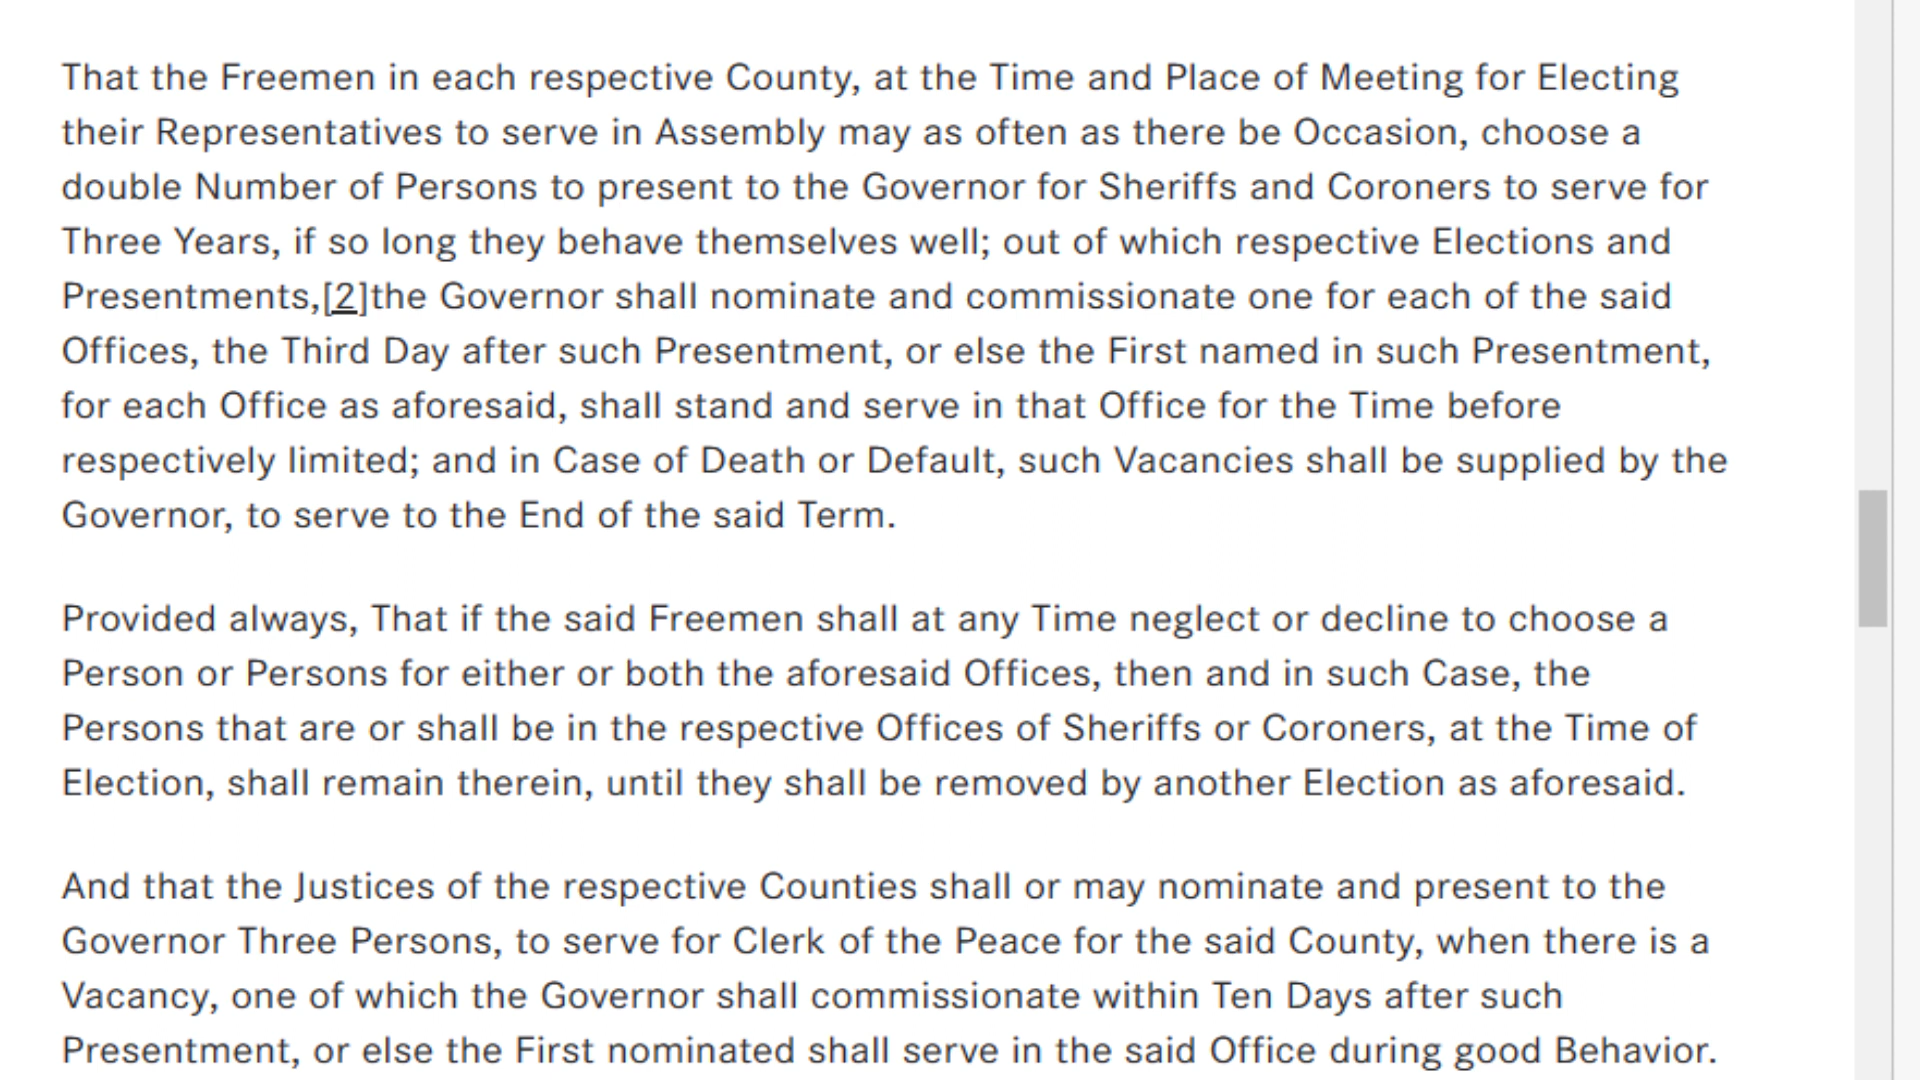 That the Freemen in each respective County, at the Time and Place of Meeting for Electing
their Representatives to serve in Assembly may as often as there be Occasion, choose a
double Number of Persons to present to the Governor for Sheriffs and Coroners to serve for
Three Years, if so long they behave themselves well; out of which respective Elections and
Presentments,[2]the Governor shall nominate and commissionate one for each of the said
Offices, the Third Day after such Presentment, or else the First named in such Presentment,
for each Office as aforesaid, shall stand and serve in that Office for the Time before
respectively limited; and in Case of Death or Default, such Vacancies shall be supplied by the
Governor, to serve to the End of the said Term.
Provided always, That if the said Freemen shall at any Time neglect or decline to choose a
Person or Persons for either or both the aforesaid Offices, then and in such Case, the
Persons that are or shall be in the respective Offices of Sheriffs or Coroners, at the Time of
Election, shall remain therein, until they shall be removed by another Election as aforesaid.
And that the Justices of the respective Counties shall or may nominate and present to the
Governor Three Persons, to serve for Clerk of the Peace for the said County, when there is a
Vacancy, one of which the Governor shall commissionate within Ten Days after such
Presentment, or else the First nominated shall serve in the said Office during good Behavior.